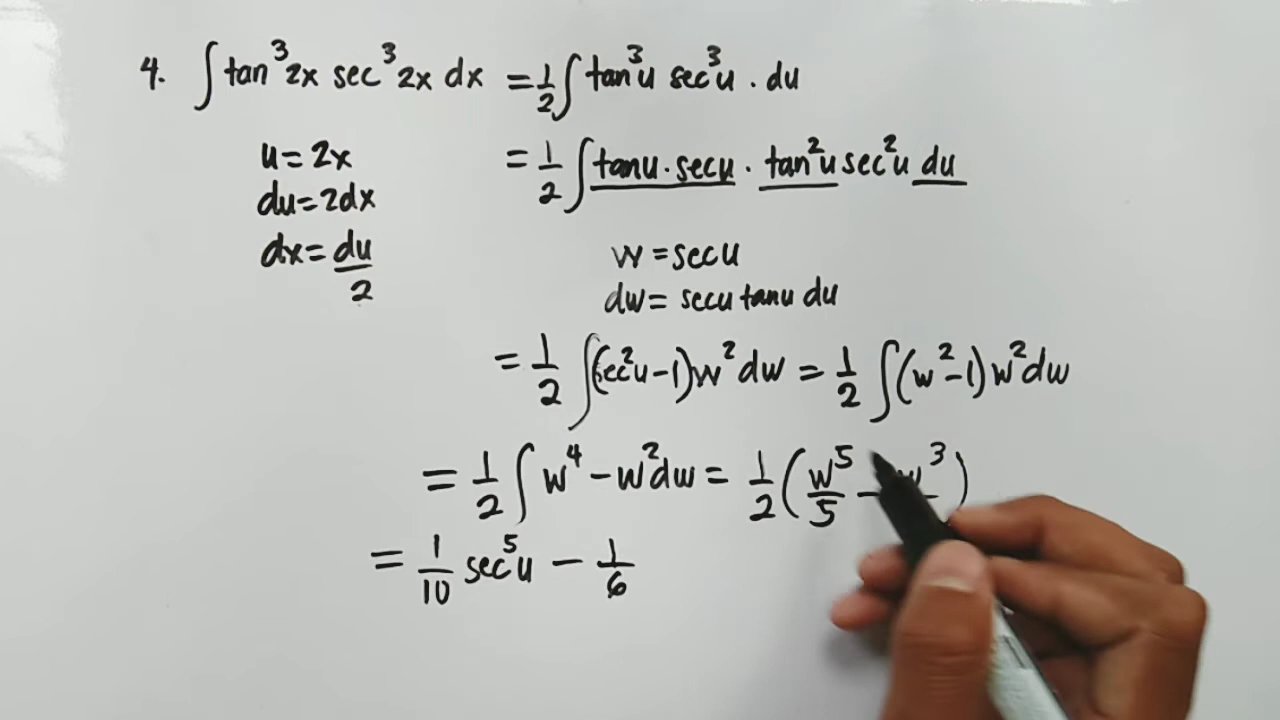 4. ∫ tan³2x sec³2x dx = 1/2 ∫ tan³u sec³u · du
u = 2x
du = 2dx
dx = du/2
= 1/2 ∫ tanu · secu · tan²u sec²u du
w = secu
dw = secu tanu du
= 1/2 ∫ (sec²u − 1)w² dw = 1/2 ∫ (w² − 1)w² dw
= 1/2 ∫ w⁴ − w² dw = 1/2 (w⁵/5 − w³)
= 1/10 sec⁵u − 1/6